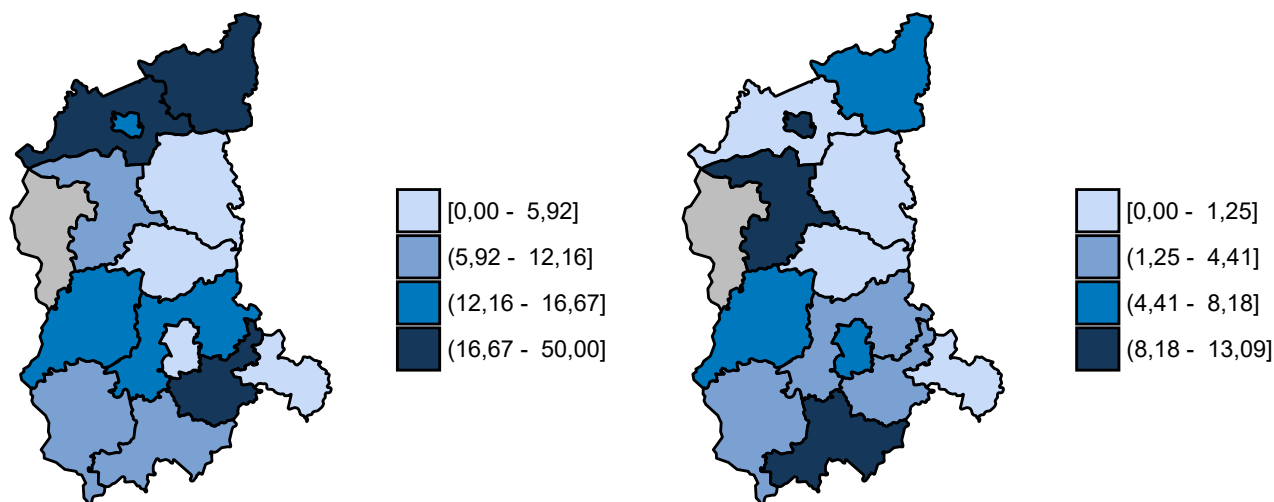 [0,00 - 5,92]
(5,92 - 12,16]
(12,16 - 16,67]
(16,67 - 50,00]
[0,00 - 1,25]
(1,25 - 4,41]
(4,41 - 8,18]
(8,18 - 13,09]